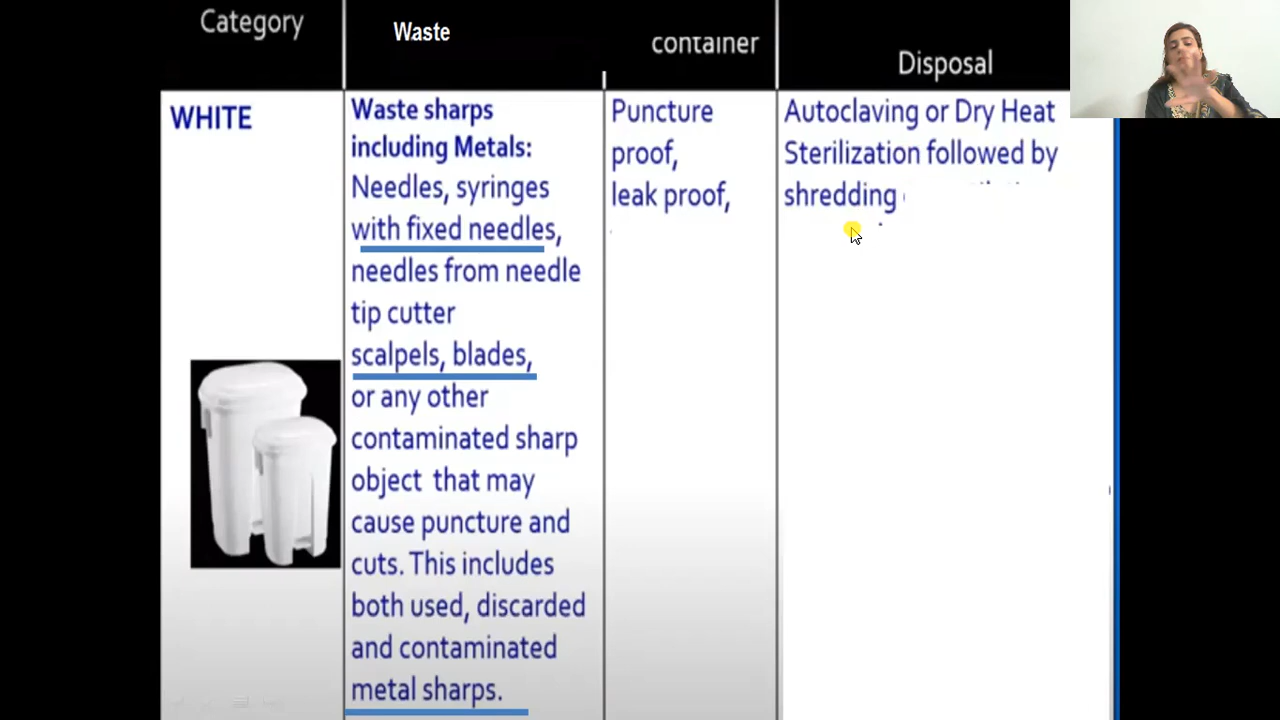 Category
Waste
container
Disposal
WHITE
Waste sharps
including Metals:
Needles, syringes
with fixed needles,
needles from needle
tip cutter
scalpels, blades,
or any other
contaminated sharp
object that may
cause puncture and
cuts. This includes
both used, discarded
and contaminated
metal sharps.
Puncture
proof,
leak proof,
Autoclaving or Dry Heat
Sterilization followed by
shredding